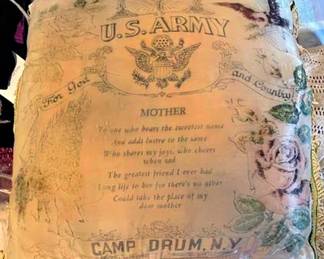 U.S. ARMY
For God
and Country
MOTHER
To one who bears the sweetest name
And adds lustre to the same
Who shares my joys, who cheers
when sad
The greatest friend I ever had
Long life to her for there's no other
Could take the place of my
dear mother
CAMP DRUM, N.Y.